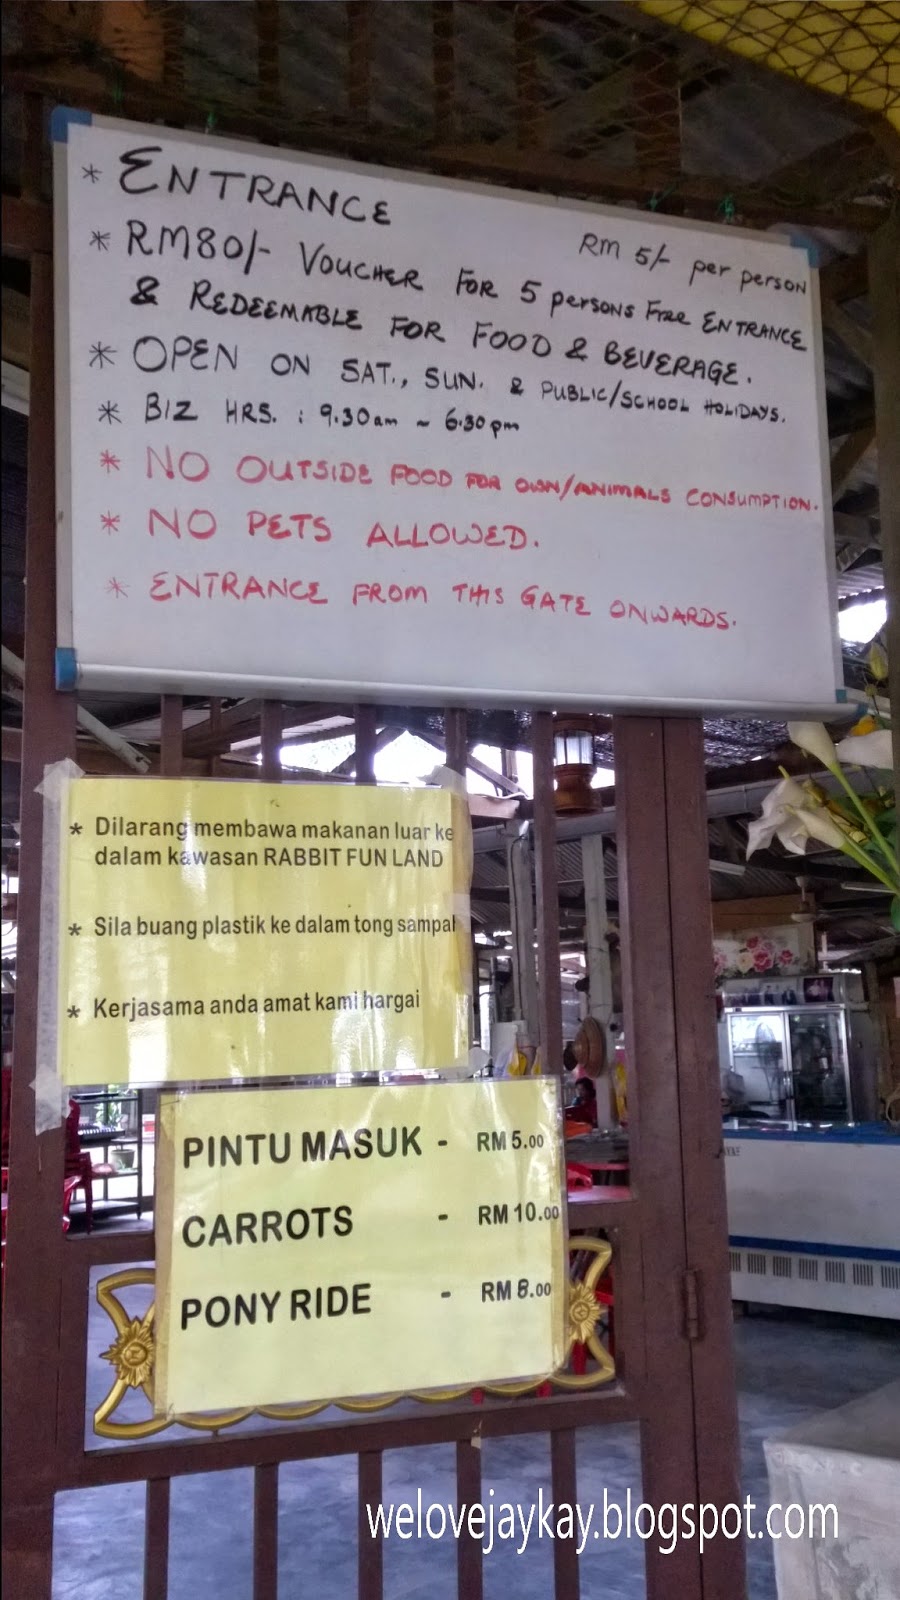 * ENTRANCE RM 5/- per person
* RM80/- VOUCHER FOR 5 persons Free ENTRANCE
& REDEEMABLE FOR FOOD & BEVERAGE.
* OPEN ON SAT., SUN. & PUBLIC/SCHOOL HOLIDAYS.
* BIZ HRS. : 9.30am ~ 6.30pm
* NO OUTSIDE FOOD FOR OWN/ANIMALS CONSUMPTION.
* NO PETS ALLOWED.
* ENTRANCE FROM THIS GATE ONWARDS.
* Dilarang membawa makanan luar ke
dalam kawasan RABBIT FUN LAND
* Sila buang plastik ke dalam tong sampah
* Kerjasama anda amat kami hargai
PINTU MASUK - RM 5.00
CARROTS - RM 10.00
PONY RIDE - RM 8.00
welovejaykay.blogspot.com